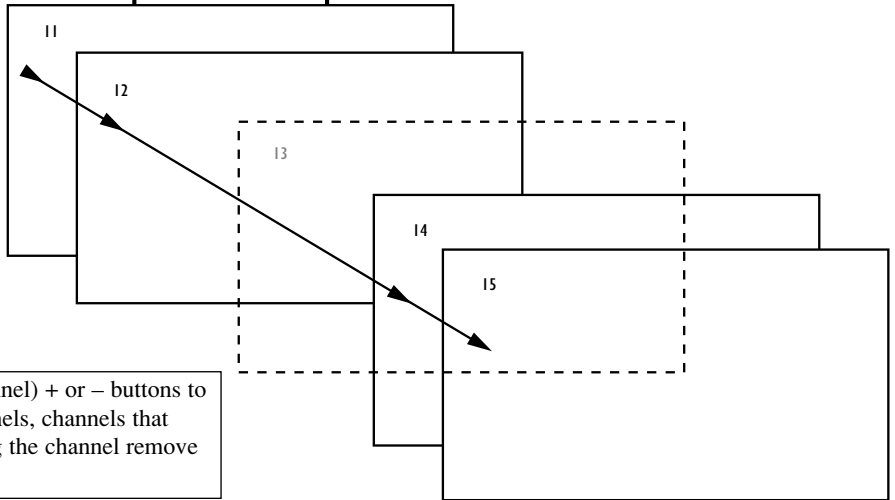 11
12
13
14
15
nel) + or – buttons to
nels, channels that
the channel remove